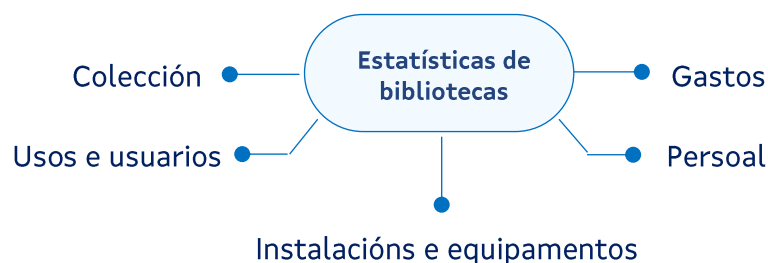 Estatísticas de
bibliotecas
Colección
Gastos
Usos e usuarios
Persoal
Instalacións e equipamentos